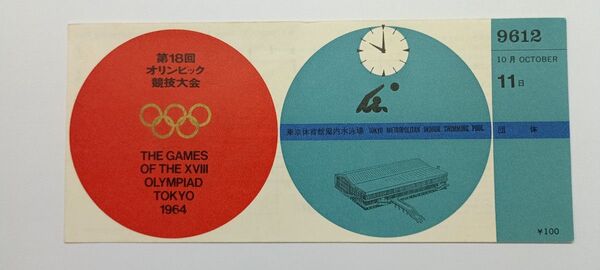 第18回
オリンピック
競技大会
THE GAMES
OF THE XVIII
OLYMPIAD
TOKYO
1964
東京体育館屋内水泳場 TOKYO METROPOLITAN INDOOR SWIMMING POOL
9612
10月 OCTOBER
11日
団体
¥100